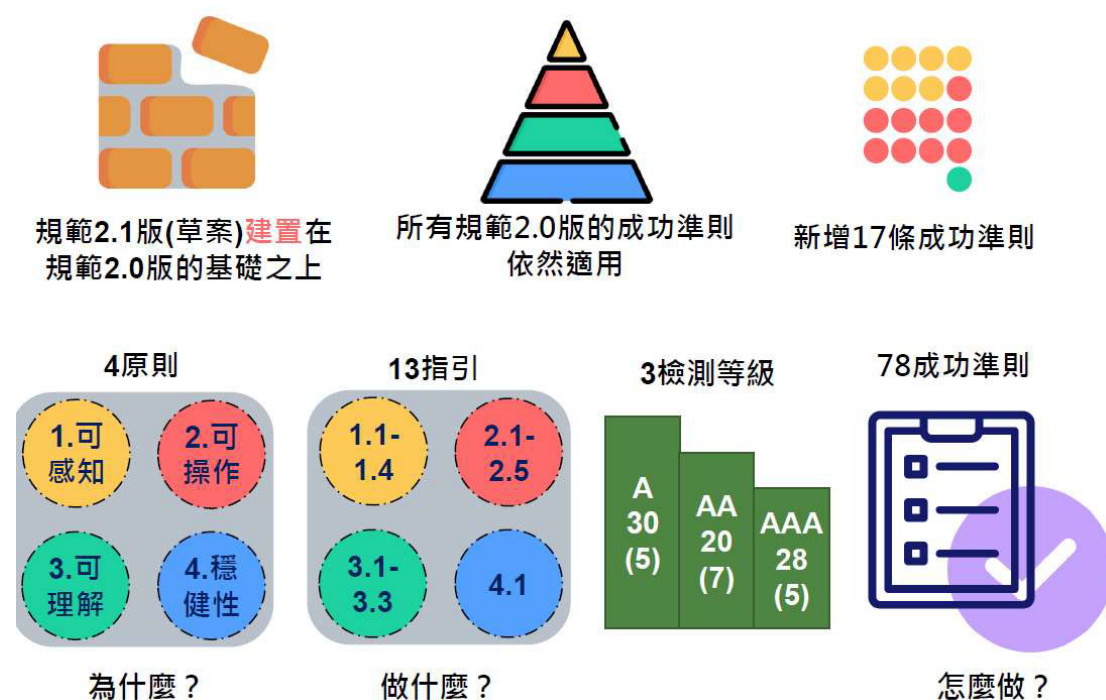 規範2.1版(草案)建置在
規範2.0版的基礎之上
所有規範2.0版的成功準則
依然適用
新增17條成功準則
4原則
1.可
感知
2.可
操作
3.可
理解
4.穩
健性
為什麼？
13指引
1.1-
1.4
2.1-
2.5
3.1-
3.3
4.1
做什麼？
3檢測等級
A
30
(5)
AA
20
(7)
AAA
28
(5)
78成功準則
怎麼做？